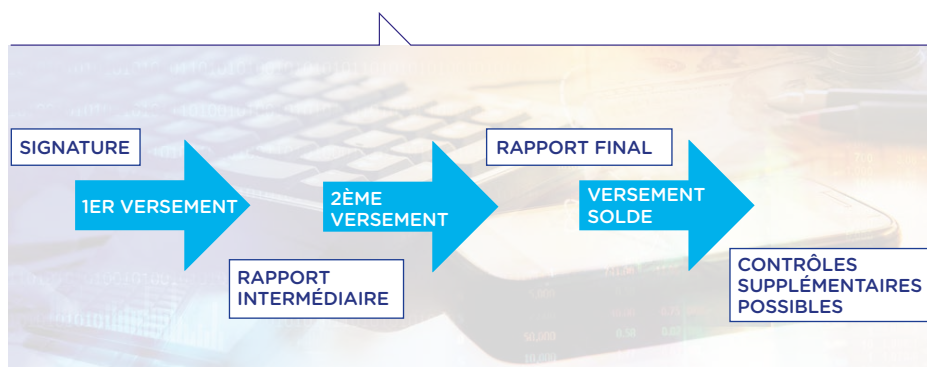 SIGNATURE
1ER VERSEMENT
RAPPORT
INTERMÉDIAIRE
2ÈME
VERSEMENT
RAPPORT FINAL
VERSEMENT
SOLDE
CONTRÔLES
SUPPLÉMENTAIRES
POSSIBLES